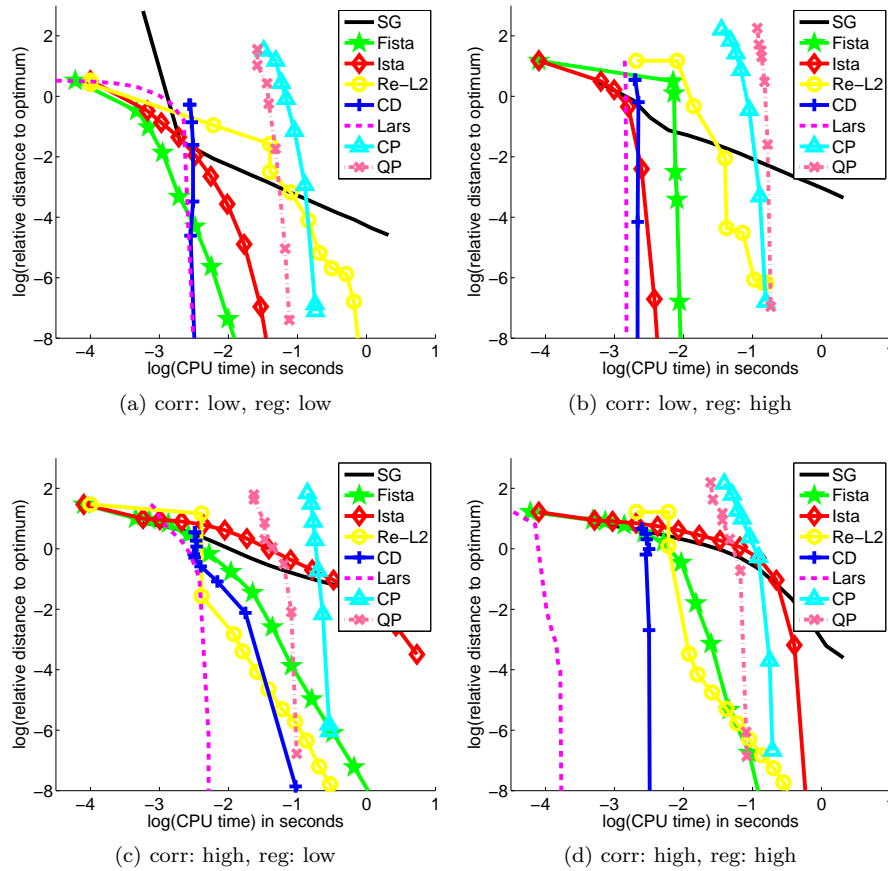 2
0
−2
−4
−6
−8
−4 −3 −2 −1 0 1
log(CPU time) in seconds
log(relative distance to optimum)
SG
Fista
Ista
Re−L2
CD
Lars
CP
QP
(a) corr: low, reg: low
2
0
−2
−4
−6
−8
−4 −3 −2 −1 0 1
log(CPU time) in seconds
log(relative distance to optimum)
SG
Fista
Ista
Re−L2
CD
Lars
CP
QP
(b) corr: low, reg: high
2
0
−2
−4
−6
−8
−4 −3 −2 −1 0 1
log(CPU time) in seconds
log(relative distance to optimum)
SG
Fista
Ista
Re−L2
CD
Lars
CP
QP
(c) corr: high, reg: low
2
0
−2
−4
−6
−8
−4 −3 −2 −1 0 1
log(CPU time) in seconds
log(relative distance to optimum)
SG
Fista
Ista
Re−L2
CD
Lars
CP
QP
(d) corr: high, reg: high